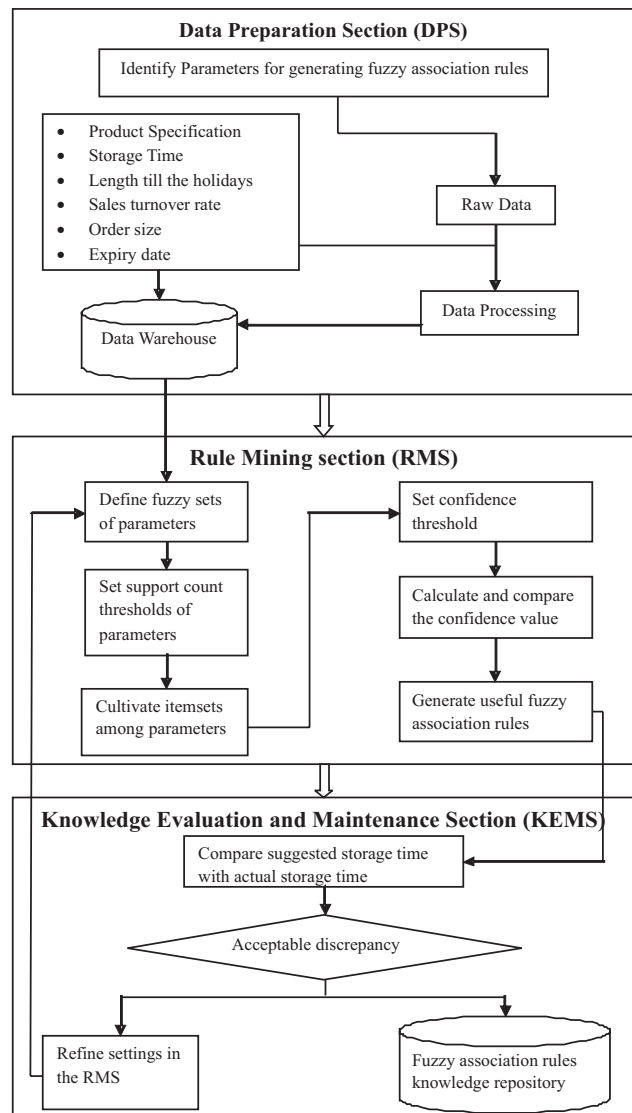 Data Preparation Section (DPS)
Identify Parameters for generating fuzzy association rules
• Product Specification
• Storage Time
• Length till the holidays
• Sales turnover rate
• Order size
• Expiry date
Raw Data
Data Processing
Data Warehouse
Rule Mining section (RMS)
Define fuzzy sets
of parameters
Set support count
thresholds of
parameters
Cultivate itemsets
among parameters
Set confidence
threshold
Calculate and compare
the confidence value
Generate useful fuzzy
association rules
Knowledge Evaluation and Maintenance Section (KEMS)
Compare suggested storage time
with actual storage time
Acceptable discrepancy
Refine settings in
the RMS
Fuzzy association rules
knowledge repository